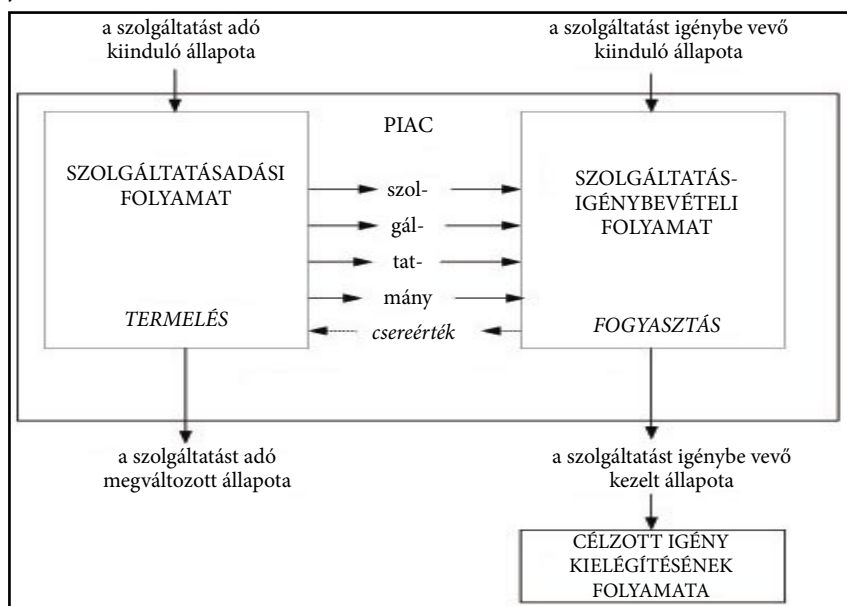 a szolgáltatást adó
kiinduló állapota
a szolgáltatást igénybe vevő
kiinduló állapota
PIAC
SZOLGÁLTATÁSADÁSI
FOLYAMAT
TERMELÉS
szol-
gál-
tat-
mány
csereérték
SZOLGÁLTATÁS-
IGÉNYBEVÉTELI
FOLYAMAT
FOGYASZTÁS
a szolgáltatást adó
megváltozott állapota
a szolgáltatást igénybe vevő
kezelt állapota
CÉLZOTT IGÉNY
KIELÉGÍTÉSÉNEK
FOLYAMATA